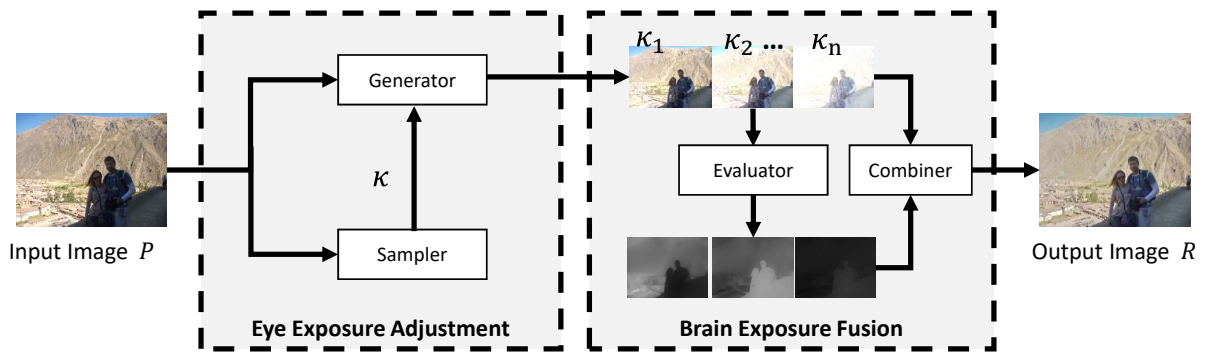 Input Image P
Generator
κ
Sampler
Eye Exposure Adjustment
κ₁ κ₂ ... κₙ
Evaluator
Combiner
Brain Exposure Fusion
Output Image R